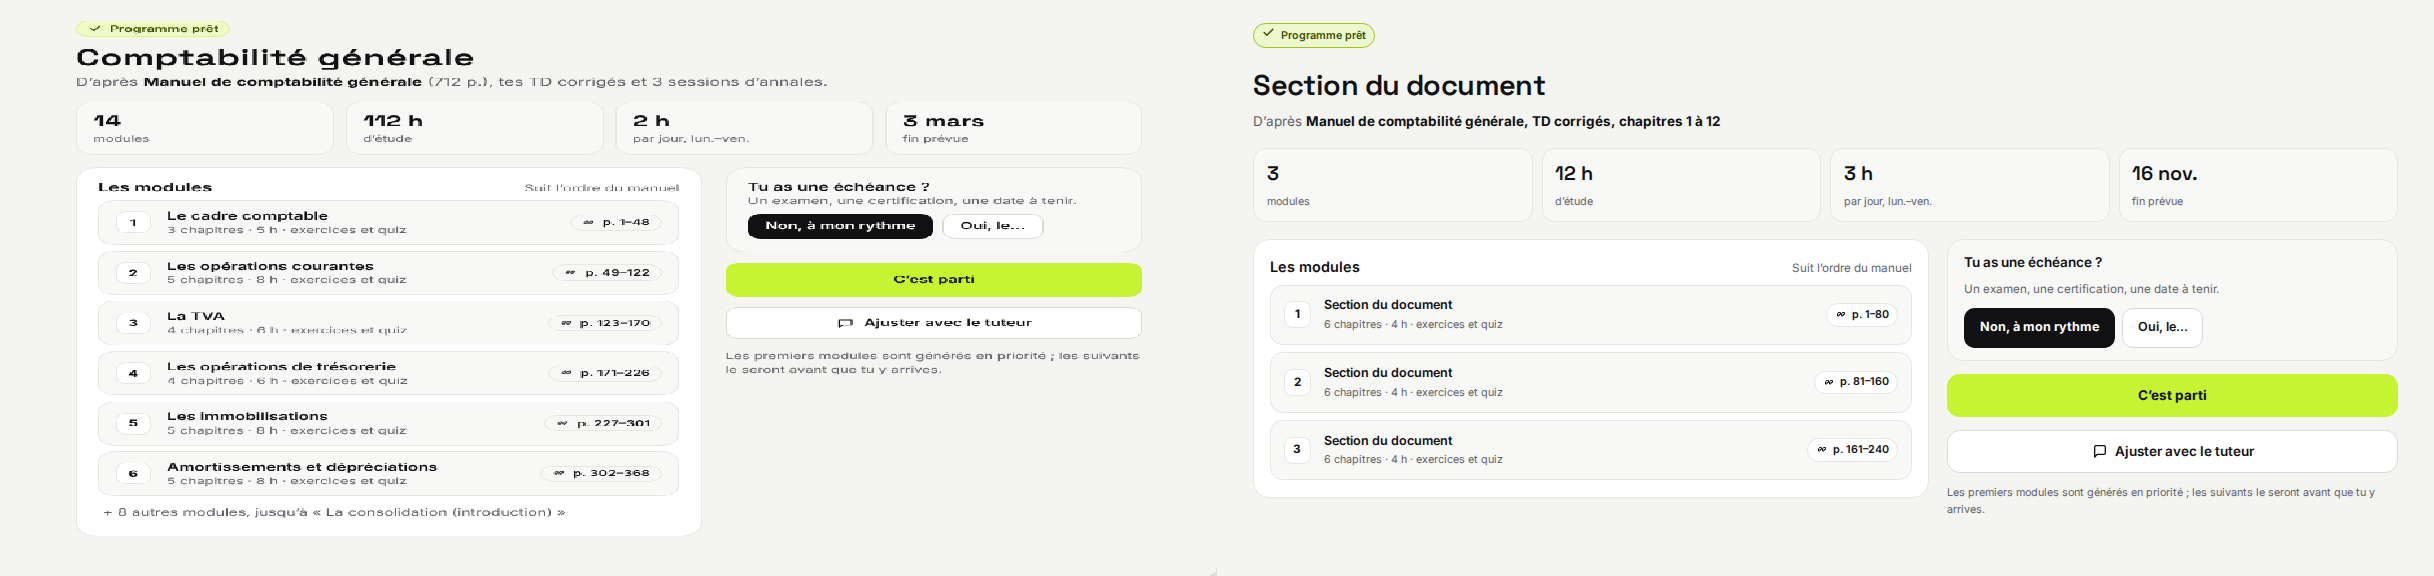 Programme prêt
Comptabilité générale
D'après Manuel de comptabilité générale (712 p.), tes TD corrigés et 3 sessions d'annales.
14
modules
112 h
d'étude
2 h
par jour, lun.–ven.
3 mars
fin prévue
Les modules
Suit l'ordre du manuel
1
Le cadre comptable
3 chapitres · 5 h · exercices et quiz
p. 1–48
2
Les opérations courantes
5 chapitres · 8 h · exercices et quiz
p. 49–122
3
La TVA
4 chapitres · 6 h · exercices et quiz
p. 123–170
4
Les opérations de trésorerie
4 chapitres · 6 h · exercices et quiz
p. 171–226
5
Les immobilisations
5 chapitres · 8 h · exercices et quiz
p. 227–301
6
Amortissements et dépréciations
5 chapitres · 8 h · exercices et quiz
p. 302–368
+ 8 autres modules, jusqu'à « La consolidation (introduction) »
Tu as une échéance ?
Un examen, une certification, une date à tenir.
Non, à mon rythme
Oui, le...
C'est parti
Ajuster avec le tuteur
Les premiers modules sont générés en priorité ; les suivants
le seront avant que tu y arrives.
Programme prêt
Section du document
D'après Manuel de comptabilité générale, TD corrigés, chapitres 1 à 12
3
modules
12 h
d'étude
3 h
par jour, lun.–ven.
16 nov.
fin prévue
Les modules
Suit l'ordre du manuel
1
Section du document
6 chapitres · 4 h · exercices et quiz
p. 1–80
2
Section du document
6 chapitres · 4 h · exercices et quiz
p. 81–160
3
Section du document
6 chapitres · 4 h · exercices et quiz
p. 161–240
Tu as une échéance ?
Un examen, une certification, une date à tenir.
Non, à mon rythme
Oui, le...
C'est parti
Ajuster avec le tuteur
Les premiers modules sont générés en priorité ; les suivants le seront avant que tu y
arrives.